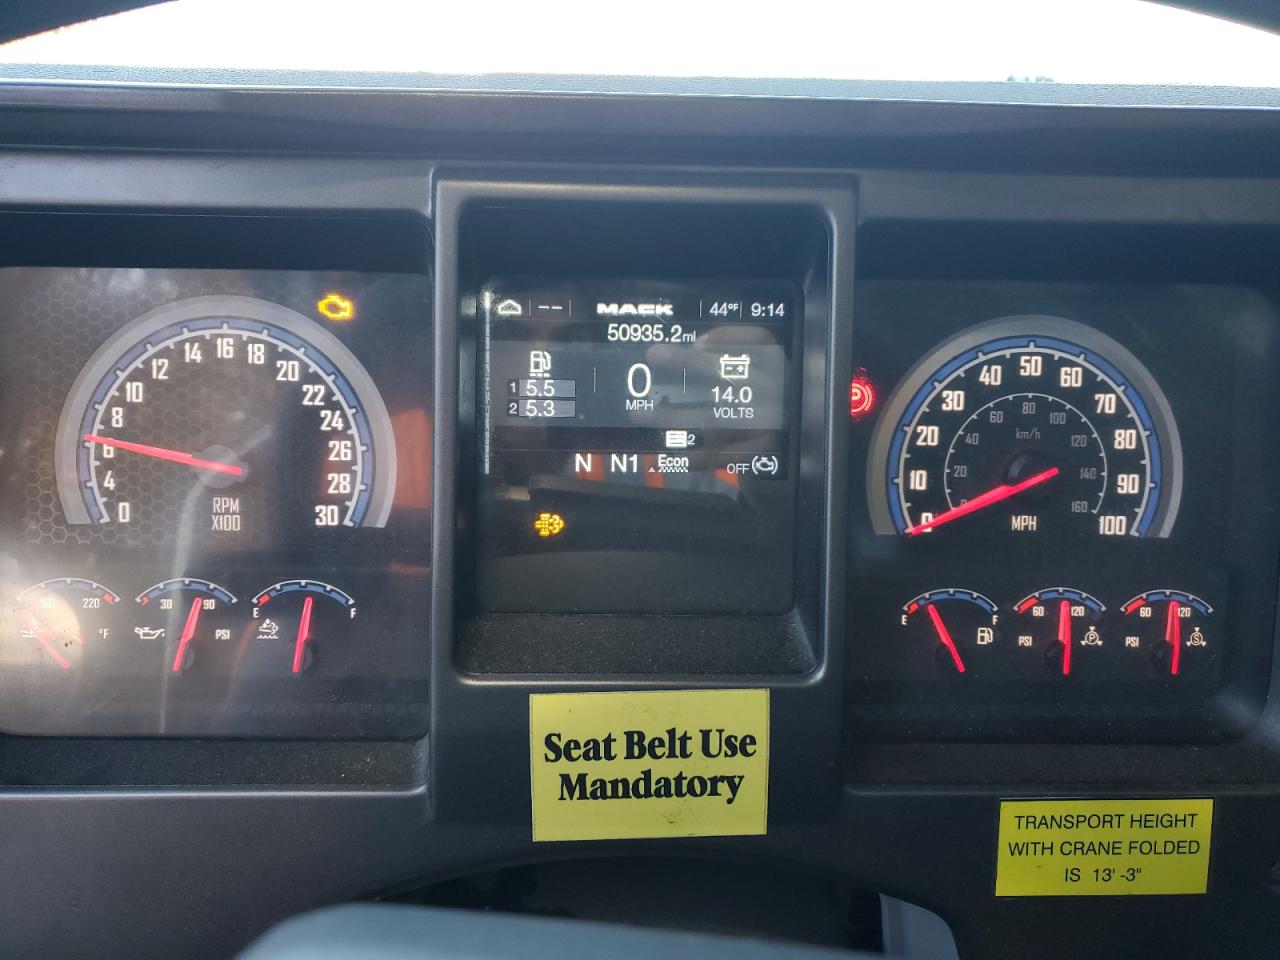 -- MACK 44°F 9:14
50935.2mi
1 5.5
2 5.3
0
MPH
14.0
VOLTS
2
N N1 Econ OFF
0 4 6 8 10 12 14 16 18 20 22 24 26 28 30
RPM
X100
0 10 20 30 40 50 60 70 80 90 100
0 20 40 60 80 100 120 140 160
km/h
MPH
220 °F
30 90 PSI
E F
E F
60 120 PSI P
60 120 PSI S
Seat Belt Use
Mandatory
TRANSPORT HEIGHT
WITH CRANE FOLDED
IS 13'-3"